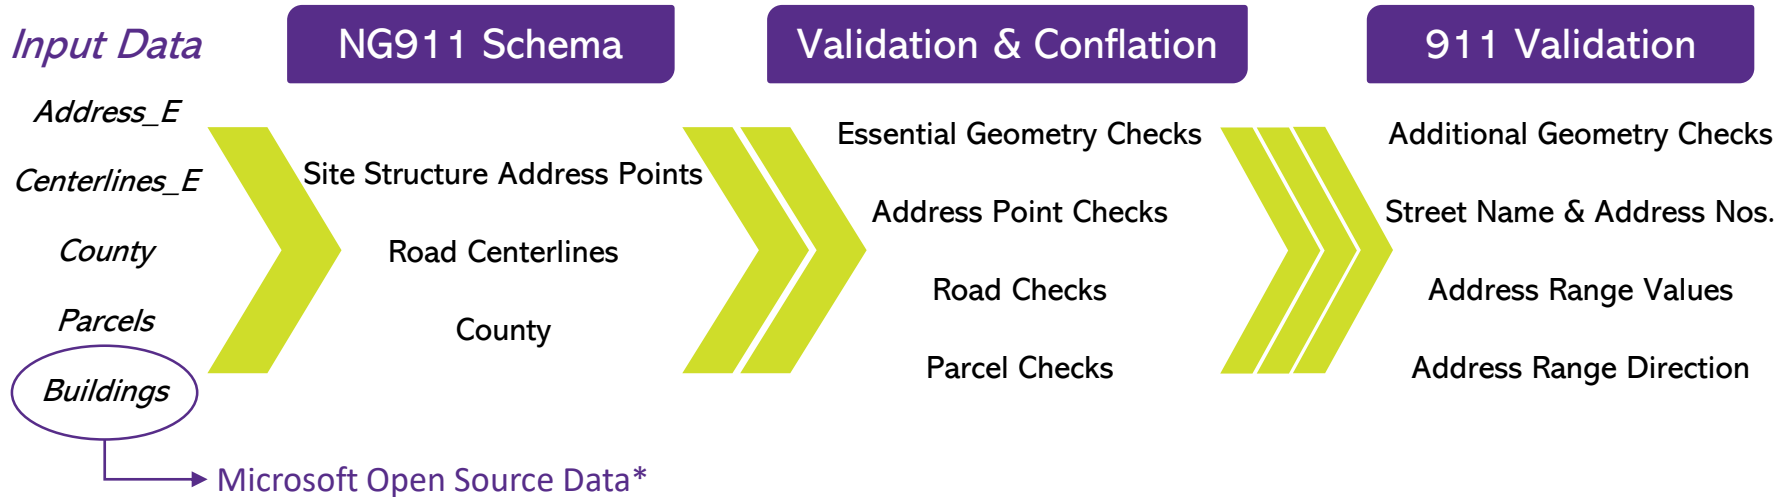 Input Data
Address_E
Centerlines_E
County
Parcels
Buildings
Microsoft Open Source Data*
NG911 Schema
Site Structure Address Points
Road Centerlines
County
Validation & Conflation
Essential Geometry Checks
Address Point Checks
Road Checks
Parcel Checks
911 Validation
Additional Geometry Checks
Street Name & Address Nos.
Address Range Values
Address Range Direction